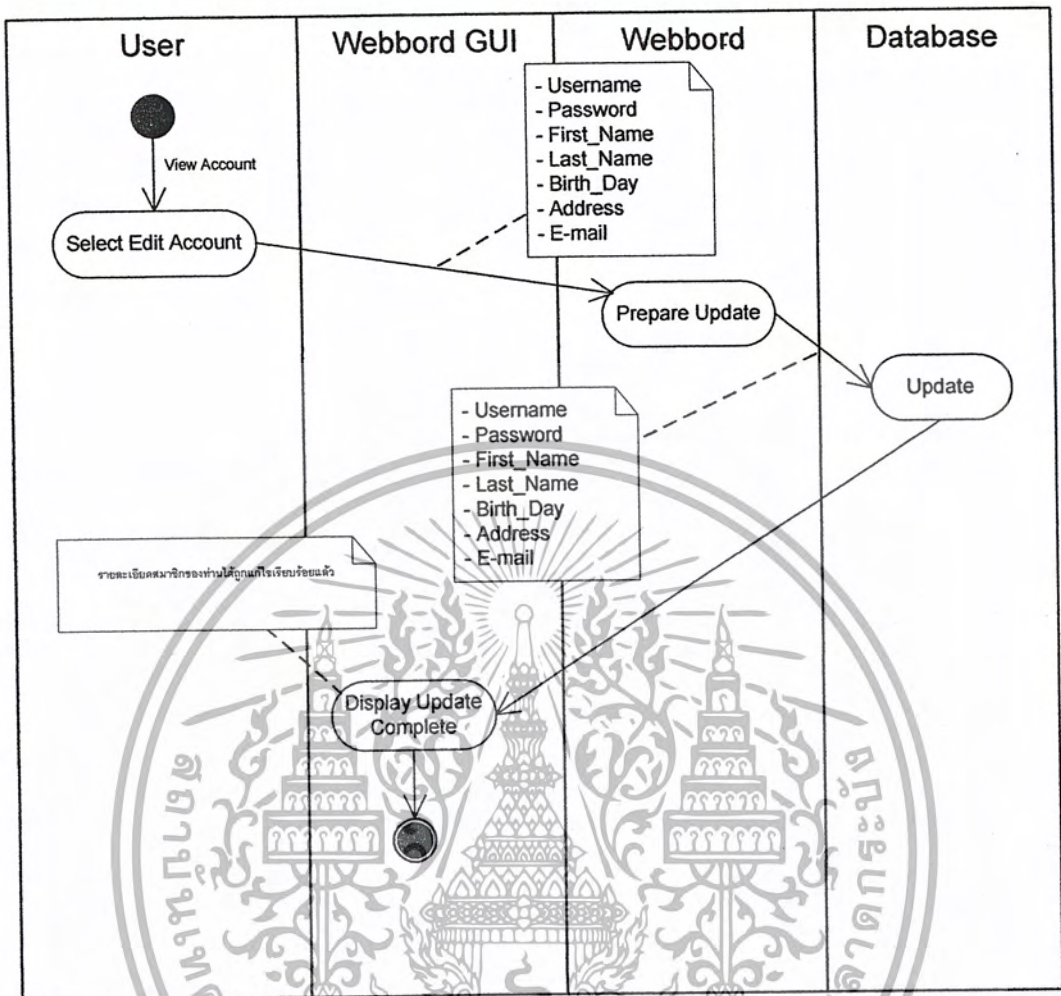 User
Webbord GUI
Webbord
Database
- Username
- Password
- First_Name
- Last_Name
- Birth_Day
- Address
- E-mail
View Account
Select Edit Account
Prepare Update
Update
- Username
- Password
- First_Name
- Last_Name
- Birth_Day
- Address
- E-mail
รายละเอียดสมาชิกของท่านได้ถูกแก้ไขเรียบร้อยแล้ว
Display Update
Complete